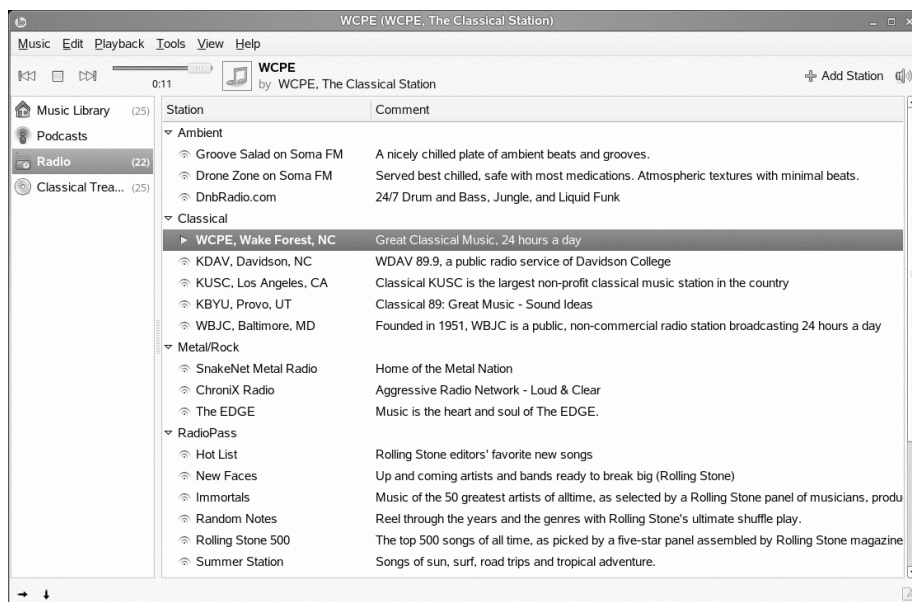 WCPE (WCPE, The Classical Station)
Music Edit Playback Tools View Help
0:11
WCPE
by WCPE, The Classical Station
Add Station
Music Library (25)
Podcasts
Radio (22)
Classical Trea... (25)
Station Comment
Ambient
Groove Salad on Soma FM A nicely chilled plate of ambient beats and grooves.
Drone Zone on Soma FM Served best chilled, safe with most medications. Atmospheric textures with minimal beats.
DnbRadio.com 24/7 Drum and Bass, Jungle, and Liquid Funk
Classical
WCPE, Wake Forest, NC Great Classical Music, 24 hours a day
KDAV, Davidson, NC WDAV 89.9, a public radio service of Davidson College
KUSC, Los Angeles, CA Classical KUSC is the largest non-profit classical music station in the country
KBYU, Provo, UT Classical 89: Great Music - Sound Ideas
WBJC, Baltimore, MD Founded in 1951, WBJC is a public, non-commercial radio station broadcasting 24 hours a day
Metal/Rock
SnakeNet Metal Radio Home of the Metal Nation
ChroniX Radio Aggressive Radio Network - Loud & Clear
The EDGE Music is the heart and soul of The EDGE.
RadioPass
Hot List Rolling Stone editors' favorite new songs
New Faces Up and coming artists and bands ready to break big (Rolling Stone)
Immortals Music of the 50 greatest artists of alltime, as selected by a Rolling Stone panel of musicians, produ
Random Notes Reel through the years and the genres with Rolling Stone's ultimate shuffle play.
Rolling Stone 500 The top 500 songs of all time, as picked by a five-star panel assembled by Rolling Stone magazine
Summer Station Songs of sun, surf, road trips and tropical adventure.